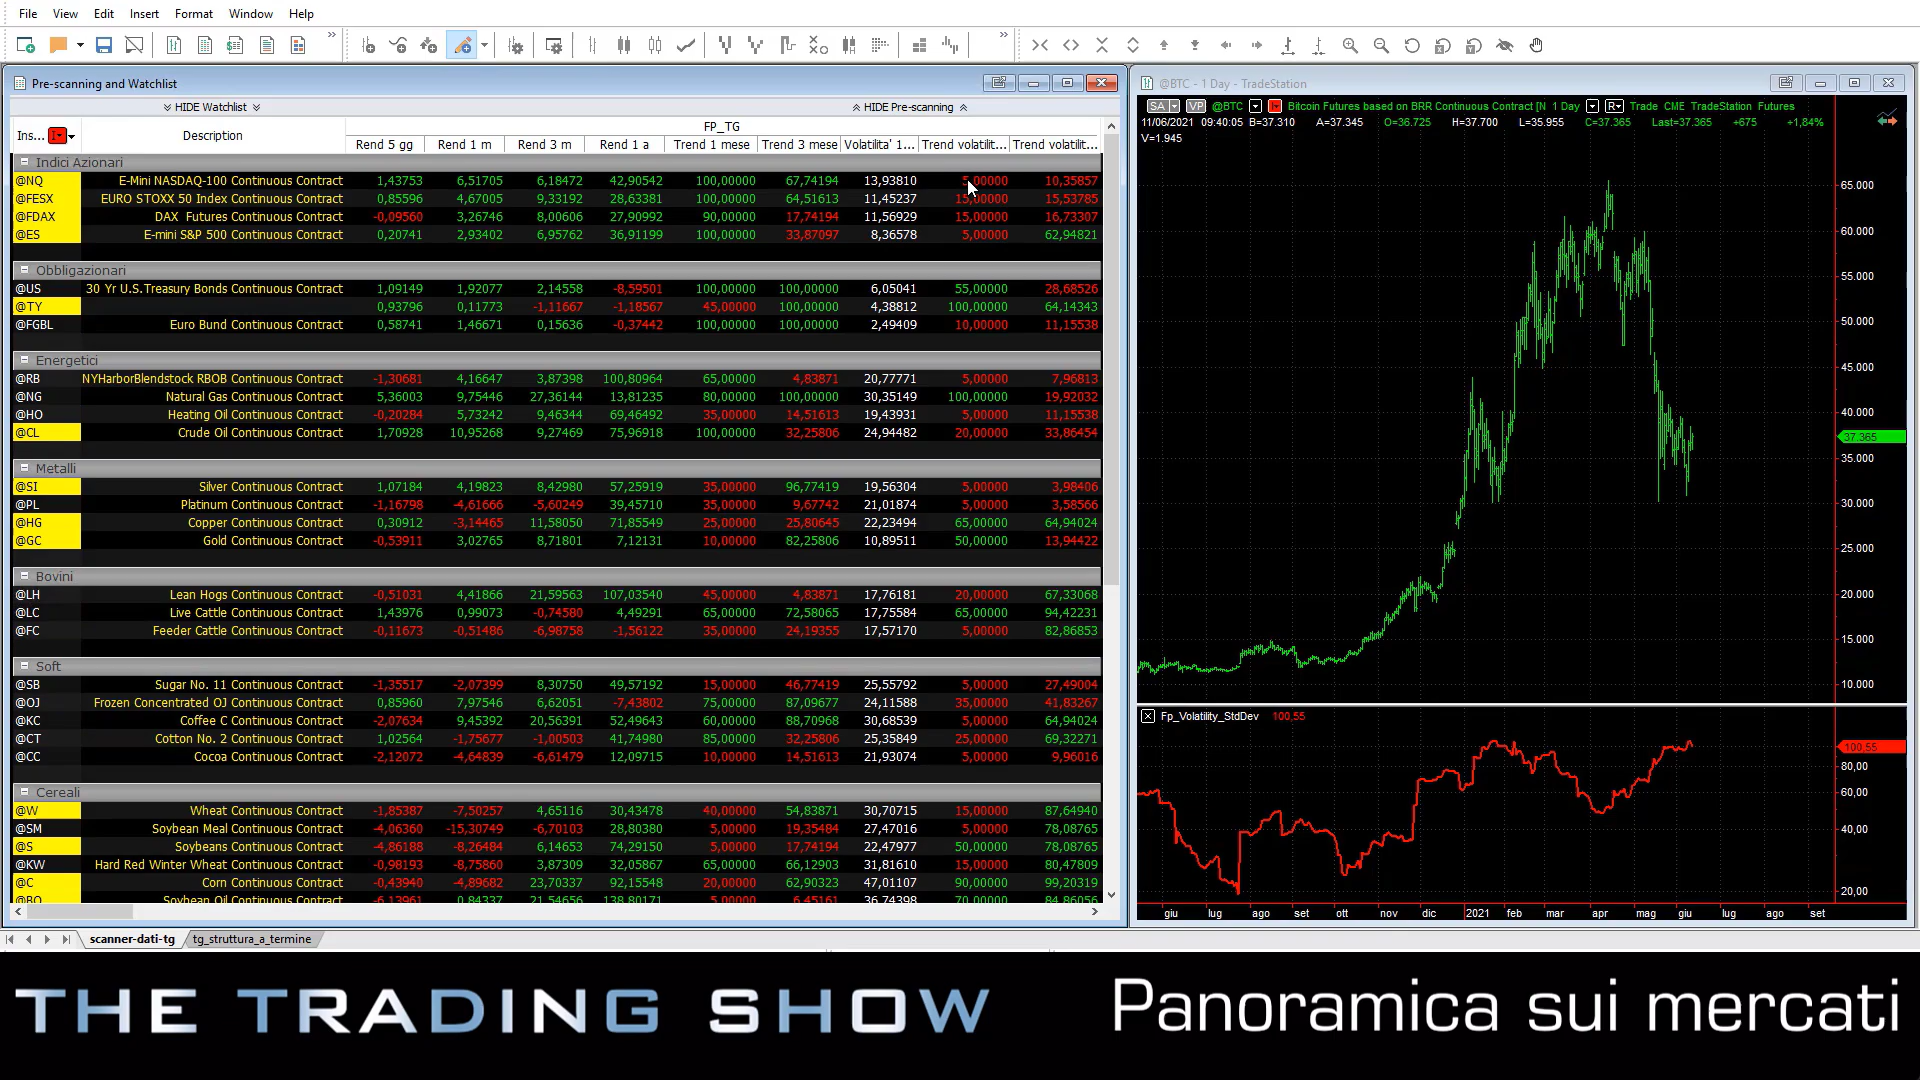 File View Edit Insert Format Window Help
Pre-scanning and Watchlist
HIDE Watchlist HIDE Pre-scanning
FP_TG
Ins... Description Rend 5 gg Rend 1 m Rend 3 m Rend 1 a Trend 1 mese Trend 3 mese Volatilita' 1... Trend volatilit... Trend volatilit...
Indici Azionari
@NQ E-Mini NASDAQ-100 Continuous Contract 1,43753 6,51705 6,18472 42,90542 100,00000 67,74194 13,93810 5,00000 10,35857
@FESX EURO STOXX 50 Index Continuous Contract 0,85596 4,67005 9,33192 28,63381 100,00000 64,51613 11,45237 15,00000 15,53785
@FDAX DAX Futures Continuous Contract -0,09560 3,26746 8,00606 27,90992 90,00000 17,74194 11,56929 15,00000 16,73307
@ES E-mini S&P 500 Continuous Contract 0,20741 2,93402 6,95762 36,91199 100,00000 33,87097 8,36578 5,00000 62,94821
Obbligazionari
@US 30 Yr U.S.Treasury Bonds Continuous Contract 1,09149 1,92077 2,14558 -8,59501 100,00000 100,00000 6,05041 55,00000 28,68526
@TY 0,93796 0,11773 -1,11667 -1,18567 45,00000 100,00000 4,38812 100,00000 64,14343
@FGBL Euro Bund Continuous Contract 0,58741 1,46671 0,15636 -0,37442 100,00000 100,00000 2,49409 10,00000 11,15538
Energetici
@RB NYHarborBlendstock RBOB Continuous Contract -1,30681 4,16647 3,87398 100,80964 65,00000 4,83871 20,77771 5,00000 7,96813
@NG Natural Gas Continuous Contract 5,36003 9,75446 27,36144 13,81235 80,00000 100,00000 30,35149 100,00000 19,92032
@HO Heating Oil Continuous Contract -0,20284 5,73242 9,46344 69,46492 35,00000 14,51613 19,43931 5,00000 11,15538
@CL Crude Oil Continuous Contract 1,70928 10,95268 9,27469 75,96918 100,00000 32,25806 24,94482 20,00000 33,86454
Metalli
@SI Silver Continuous Contract 1,07184 4,19823 8,42980 57,25919 35,00000 96,77419 19,56304 5,00000 3,98406
@PL Platinum Continuous Contract -1,16798 -4,61666 -5,60249 39,45710 35,00000 9,67742 21,01874 5,00000 3,58566
@HG Copper Continuous Contract 0,30912 -3,14465 11,58050 71,85549 25,00000 25,80645 22,23494 65,00000 64,94024
@GC Gold Continuous Contract -0,53911 3,02765 8,71801 7,12131 10,00000 82,25806 10,89511 50,00000 13,94422
Bovini
@LH Lean Hogs Continuous Contract -0,51031 4,41866 21,59563 107,03540 45,00000 4,83871 17,76181 20,00000 67,33068
@LC Live Cattle Continuous Contract 1,43976 0,99073 -0,74580 4,49291 65,00000 72,58065 17,75584 65,00000 94,42231
@FC Feeder Cattle Continuous Contract -0,11673 -0,51486 -6,98758 -1,56122 35,00000 24,19355 17,57170 5,00000 82,86853
Soft
@SB Sugar No. 11 Continuous Contract -1,35517 -2,07399 8,30750 49,57192 15,00000 46,77419 25,55792 5,00000 27,49004
@OJ Frozen Concentrated OJ Continuous Contract 0,85960 7,97546 6,62051 -7,43802 75,00000 87,09677 24,11588 35,00000 41,83267
@KC Coffee C Continuous Contract -2,07634 9,45392 20,56391 52,49643 60,00000 88,70968 30,68539 5,00000 64,94024
@CT Cotton No. 2 Continuous Contract 1,02564 -1,75677 -1,00503 41,74980 85,00000 32,25806 25,35849 25,00000 69,32271
@CC Cocoa Continuous Contract -2,12072 -4,64839 -6,61479 12,09715 10,00000 14,51613 21,93074 5,00000 9,96016
Cereali
@W Wheat Continuous Contract -1,85387 -7,50257 4,65116 30,43478 40,00000 54,83871 30,70715 15,00000 87,64940
@SM Soybean Meal Continuous Contract -4,06360 -15,30749 -6,70103 28,80380 5,00000 19,35484 27,47016 5,00000 78,08765
@S Soybeans Continuous Contract -4,86188 -8,26484 6,14653 74,29150 5,00000 17,74194 22,47977 50,00000 78,08765
@KW Hard Red Winter Wheat Continuous Contract -0,98193 -8,75860 3,87309 32,05867 65,00000 66,12903 31,81610 15,00000 80,47809
@C Corn Continuous Contract -0,43940 -4,89682 23,70337 92,15548 20,00000 62,90323 47,01107 90,00000 99,20319
@BO Soybean Oil Continuous Contract -6,13961 0,84337 21,54656 138,80171 5,00000 6,45161 36,74398 70,00000 84,86056
scanner-dati-tg tg_struttura_a_termine
@BTC - 1 Day - TradeStation
SA VP @BTC Bitcoin Futures based on BRR Continuous Contract [N 1 Day R Trade CME TradeStation Futures
11/06/2021 09:40:05 B=37.310 A=37.345 O=36.725 H=37.700 L=35.955 C=37.365 Last=37.365 +675 +1,84%
V=1.945
65.000
60.000
55.000
50.000
45.000
40.000
37.365
35.000
30.000
25.000
20.000
15.000
10.000
Fp_Volatility_StdDev 100,55
100,55
80,00
60,00
40,00
20,00
giu lug ago set ott nov dic 2021 feb mar apr mag giu lug ago set
THE TRADING SHOW Panoramica sui mercati